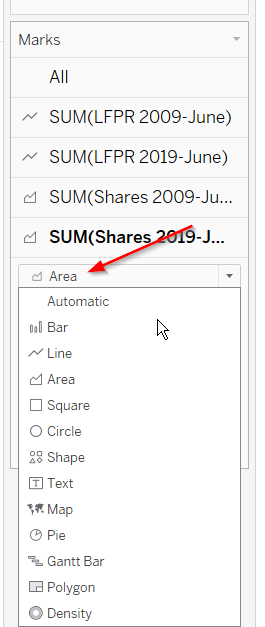 Marks
All
SUM(LFPR 2009-June)
SUM(LFPR 2019-June)
SUM(Shares 2009-Ju...
SUM(Shares 2019-J...
Area
Automatic
Bar
Line
Area
Square
Circle
Shape
Text
Map
Pie
Gantt Bar
Polygon
Density